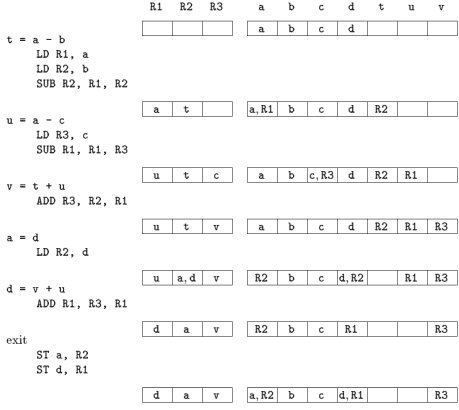 R1 R2 R3 a b c d t u v
a b c d
t = a - b
LD R1, a
LD R2, b
SUB R2, R1, R2
a t a,R1 b c d R2
u = a - c
LD R3, c
SUB R1, R1, R3
u t c a b c,R3 d R2 R1
v = t + u
ADD R3, R2, R1
u t v a b c d R2 R1 R3
a = d
LD R2, d
u a,d v R2 b c d,R2 R1 R3
d = v + u
ADD R1, R3, R1
d a v R2 b c R1 R3
exit
ST a, R2
ST d, R1
d a v a,R2 b c d,R1 R3